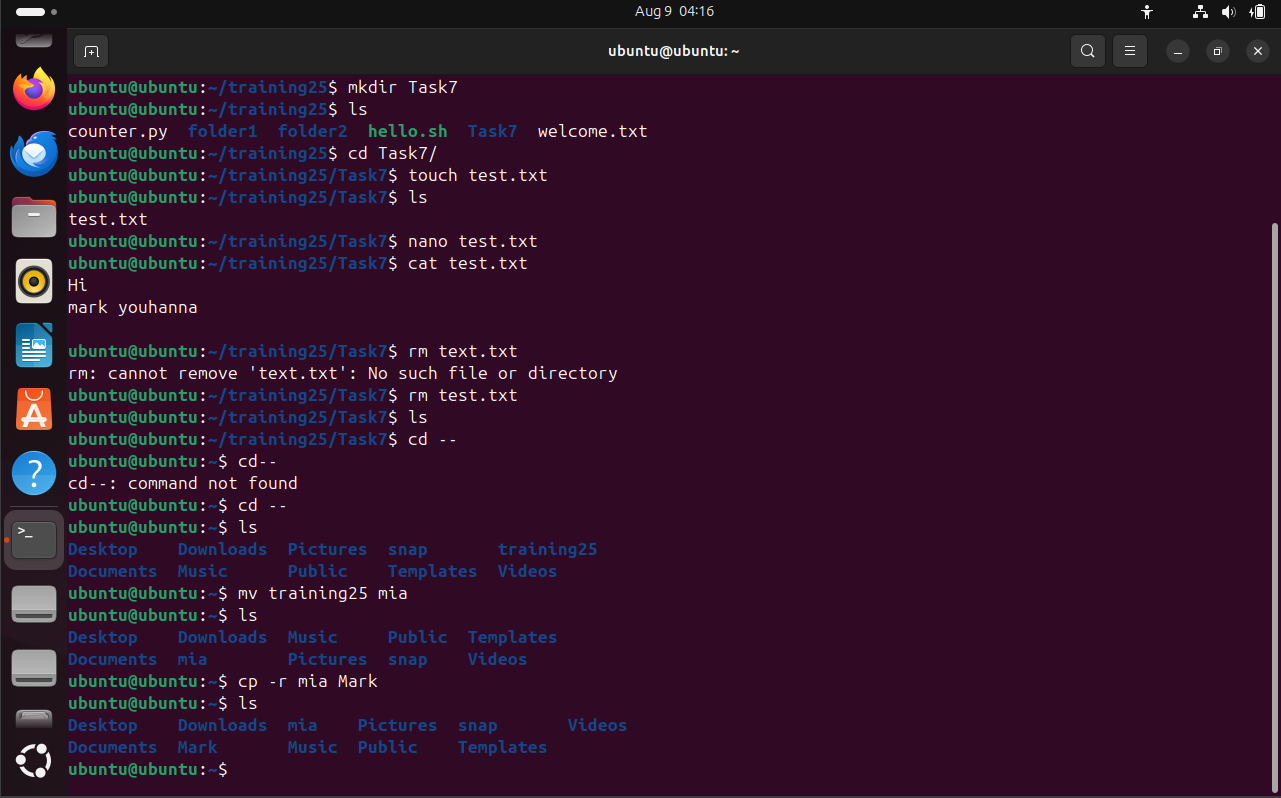 Aug 9 04:16
ubuntu@ubuntu: ~
ubuntu@ubuntu:~/training25$ mkdir Task7
ubuntu@ubuntu:~/training25$ ls
counter.py  folder1  folder2  hello.sh  Task7  welcome.txt
ubuntu@ubuntu:~/training25$ cd Task7/
ubuntu@ubuntu:~/training25/Task7$ touch test.txt
ubuntu@ubuntu:~/training25/Task7$ ls
test.txt
ubuntu@ubuntu:~/training25/Task7$ nano test.txt
ubuntu@ubuntu:~/training25/Task7$ cat test.txt
Hi
mark youhanna
ubuntu@ubuntu:~/training25/Task7$ rm text.txt
rm: cannot remove 'text.txt': No such file or directory
ubuntu@ubuntu:~/training25/Task7$ rm test.txt
ubuntu@ubuntu:~/training25/Task7$ ls
ubuntu@ubuntu:~/training25/Task7$ cd --
ubuntu@ubuntu:~$ cd--
cd--: command not found
ubuntu@ubuntu:~$ cd --
ubuntu@ubuntu:~$ ls
Desktop    Downloads  Pictures  snap       training25
Documents  Music      Public    Templates  Videos
ubuntu@ubuntu:~$ mv training25 mia
ubuntu@ubuntu:~$ ls
Desktop    Downloads  Music     Public  Templates
Documents  mia        Pictures  snap    Videos
ubuntu@ubuntu:~$ cp -r mia Mark
ubuntu@ubuntu:~$ ls
Desktop    Downloads  mia    Pictures  snap       Videos
Documents  Mark       Music  Public    Templates
ubuntu@ubuntu:~$